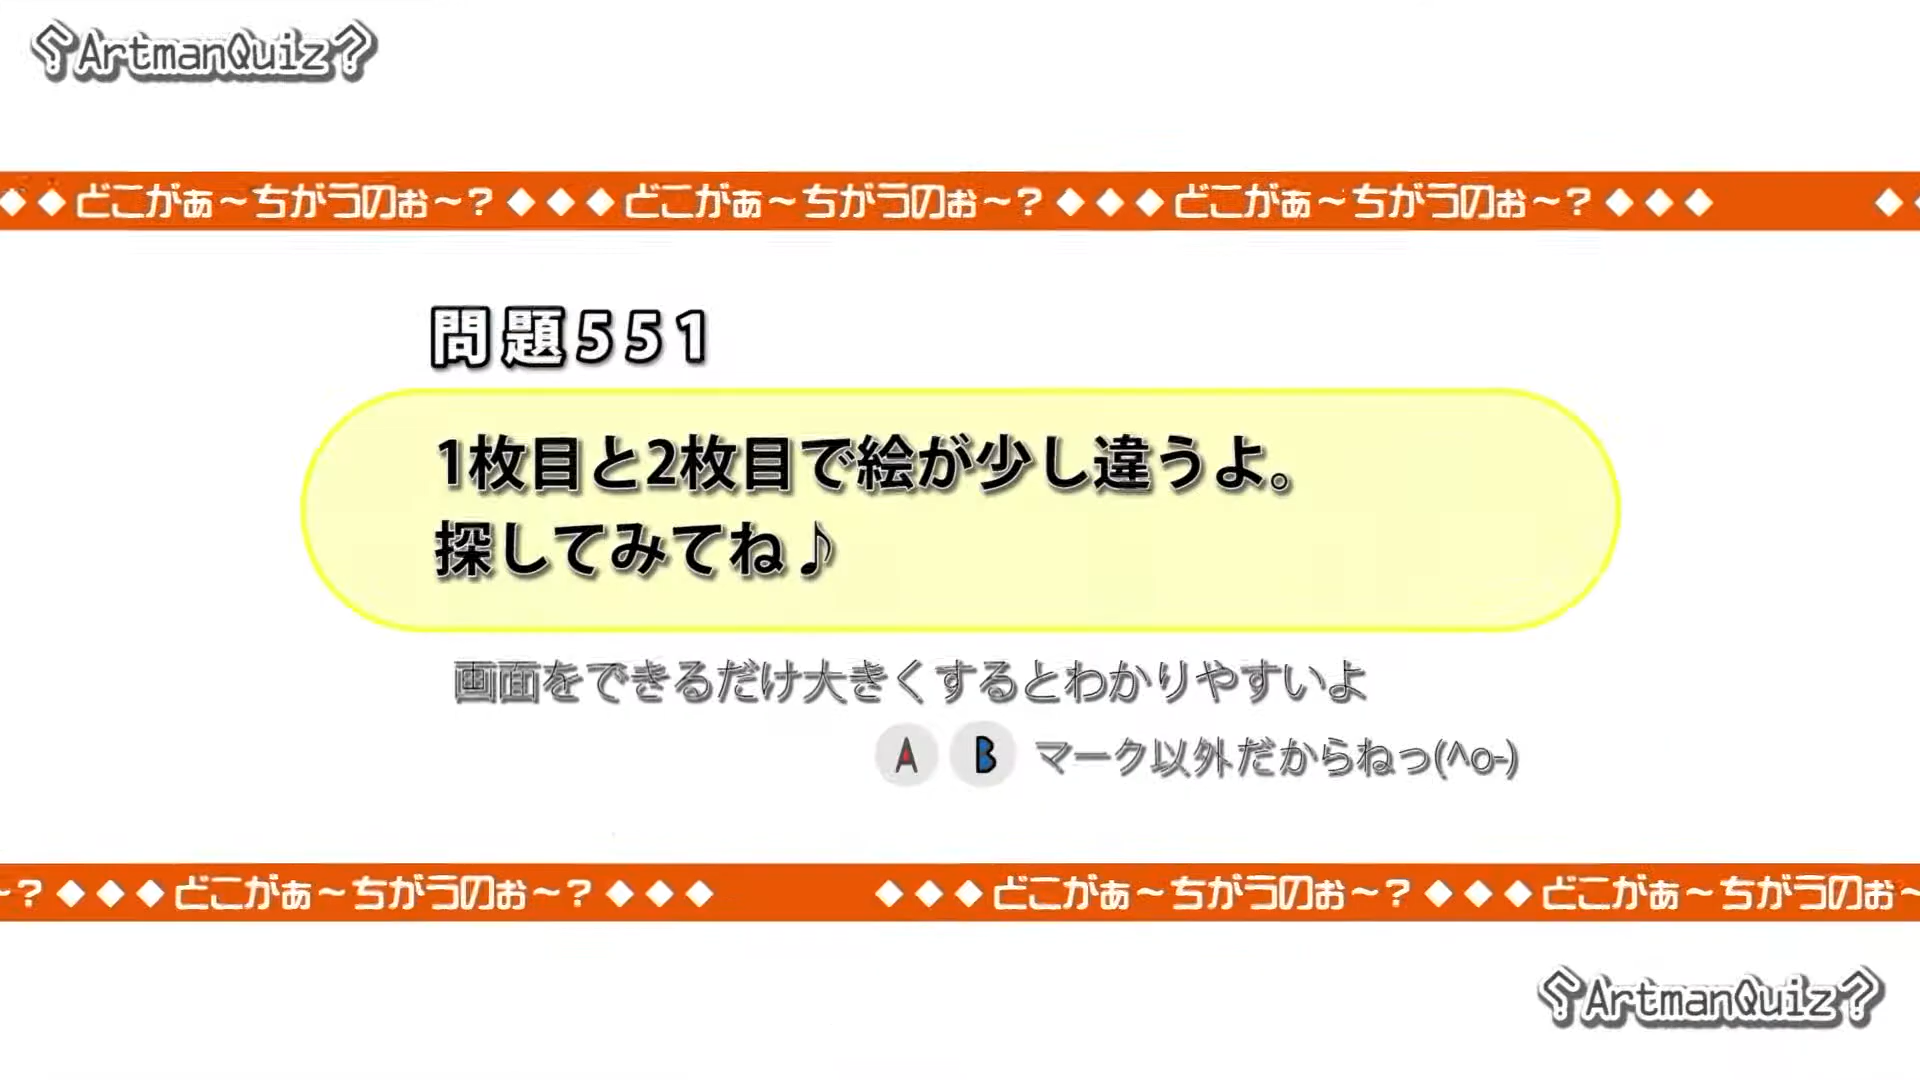 ?ArtmanQuiz?
◆◆どこがぁ～ちがうのぉ～?◆◆◆どこがぁ～ちがうのぉ～?◆◆◆どこがぁ～ちがうのぉ～?◆◆◆ ◆◆
問題551
1枚目と2枚目で絵が少し違うよ。
探してみてね♪
画面をできるだけ大きくするとわかりやすいよ
A B マーク以外だからねっ(^o-)
～?◆◆◆どこがぁ～ちがうのぉ～?◆◆◆ ◆◆◆どこがぁ～ちがうのぉ～?◆◆◆どこがぁ～ちがうのぉ～
?ArtmanQuiz?